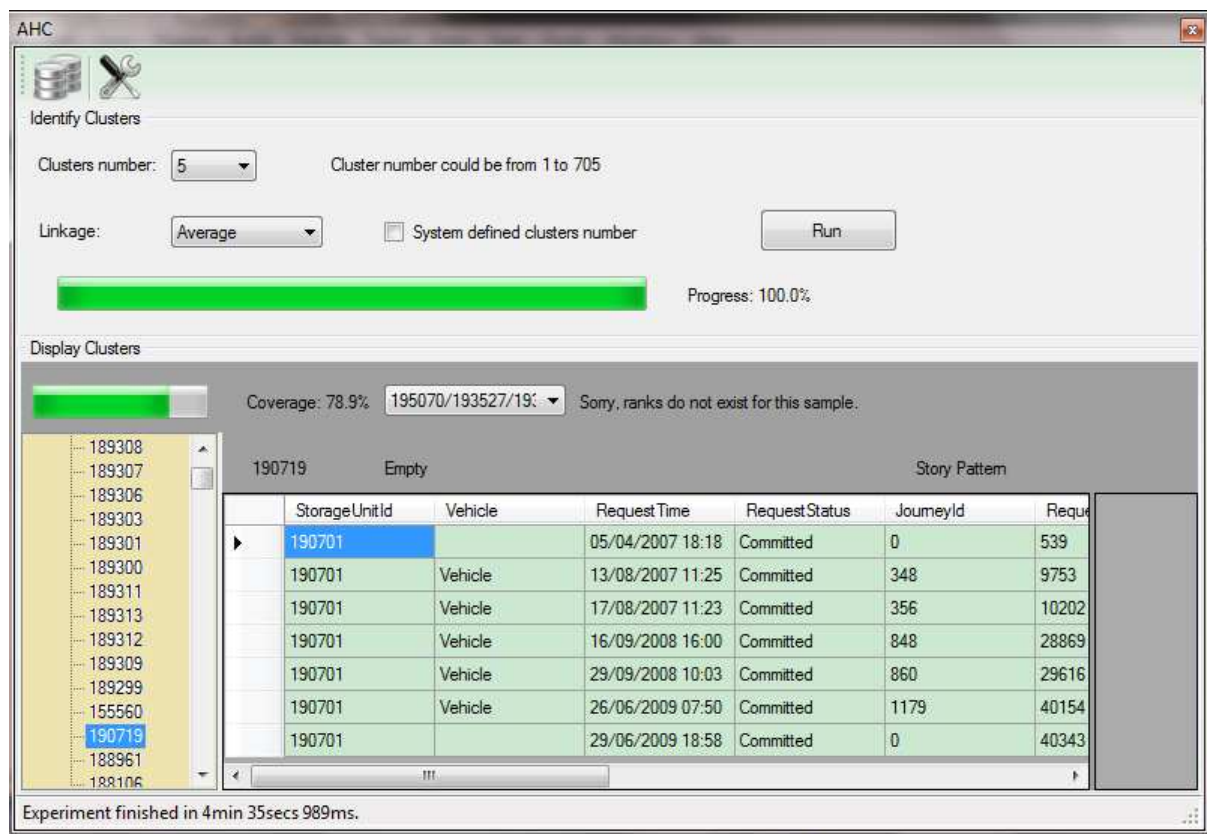 AHC
Identify Clusters
Clusters number: 5 Cluster number could be from 1 to 705
Linkage: Average System defined clusters number Run
Progress: 100.0%
Display Clusters
Coverage: 78.9% 195070/193527/19 Sorry, ranks do not exist for this sample.
189308
189307
189306
189303
189301
189300
189311
189313
189312
189309
189299
155560
190719
188961
188106
190719 Empty Story Pattern
StorageUnitId Vehicle RequestTime RequestStatus JourneyId Reque
190701 05/04/2007 18:18 Committed 0 539
190701 Vehicle 13/08/2007 11:25 Committed 348 9753
190701 Vehicle 17/08/2007 11:23 Committed 356 10202
190701 Vehicle 16/09/2008 16:00 Committed 848 28869
190701 Vehicle 29/09/2008 10:03 Committed 860 29616
190701 Vehicle 26/06/2009 07:50 Committed 1179 40154
190701 29/06/2009 18:58 Committed 0 40343
Experiment finished in 4min 35secs 989ms.